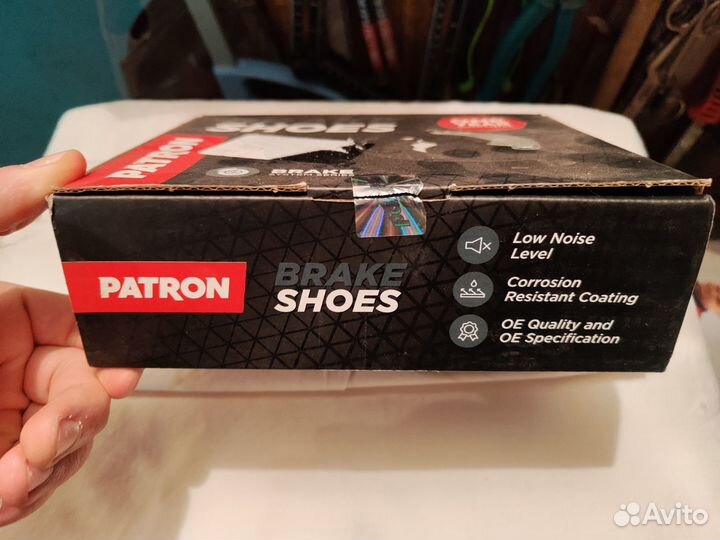 SHOES
PATRON
BRAKE
PATRON
BRAKE
SHOES
Low Noise
Level
Corrosion
Resistant Coating
OE Quality and
OE Specification
Avito